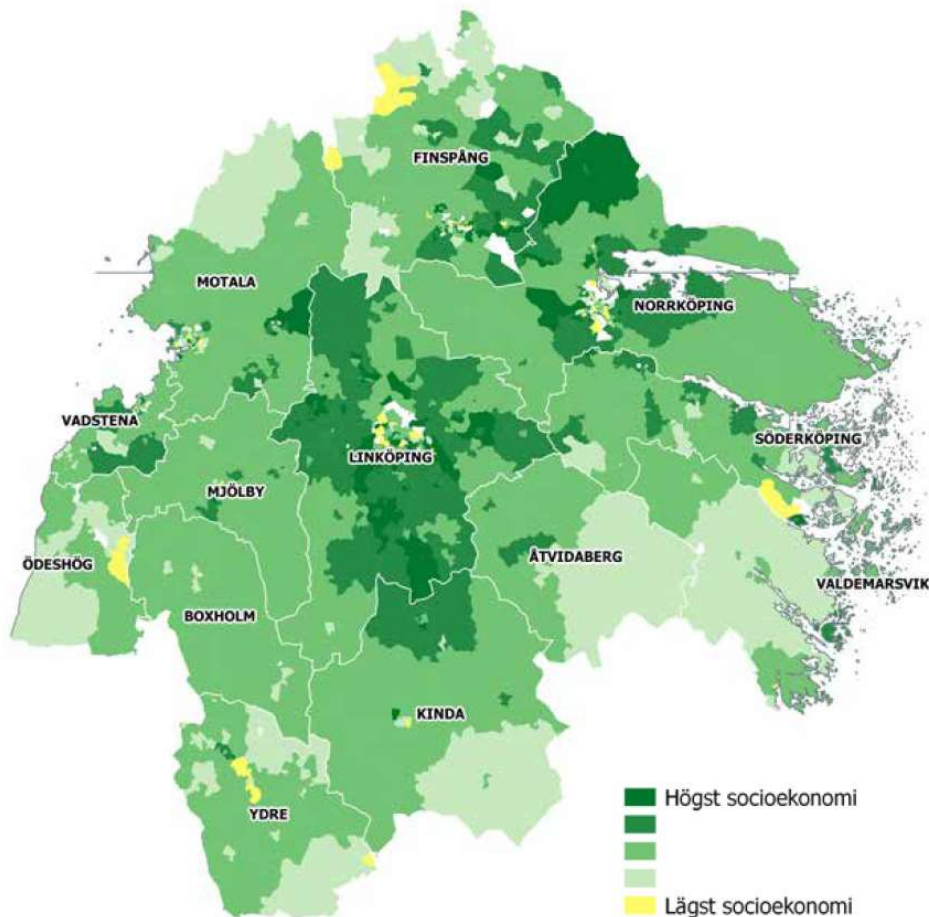 FINSPÅNG
MOTALA
NORRKÖPING
VADSTENA
SÖDERKÖPING
LINKÖPING
MJÖLBY
ÖDESHÖG
ÅTVIDABERG
VALDEMARSVIK
BOXHOLM
KINDA
YDRE
Högst socioekonomi
Lägst socioekonomi